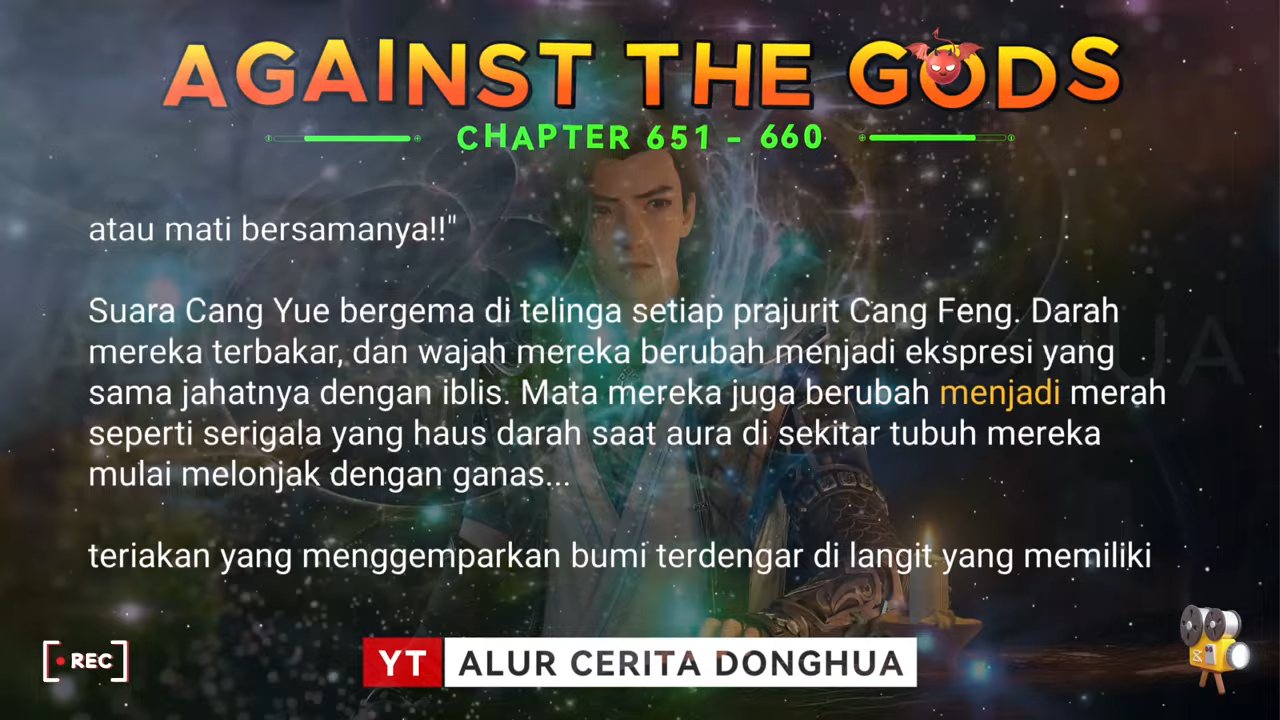 AGAINST THE GODS
CHAPTER 651 - 660
atau mati bersamanya!!"
Suara Cang Yue bergema di telinga setiap prajurit Cang Feng. Darah
mereka terbakar, dan wajah mereka berubah menjadi ekspresi yang
sama jahatnya dengan iblis. Mata mereka juga berubah menjadi merah
seperti serigala yang haus darah saat aura di sekitar tubuh mereka
mulai melonjak dengan ganas...
teriakan yang menggemparkan bumi terdengar di langit yang memiliki
REC
YT ALUR CERITA DONGHUA